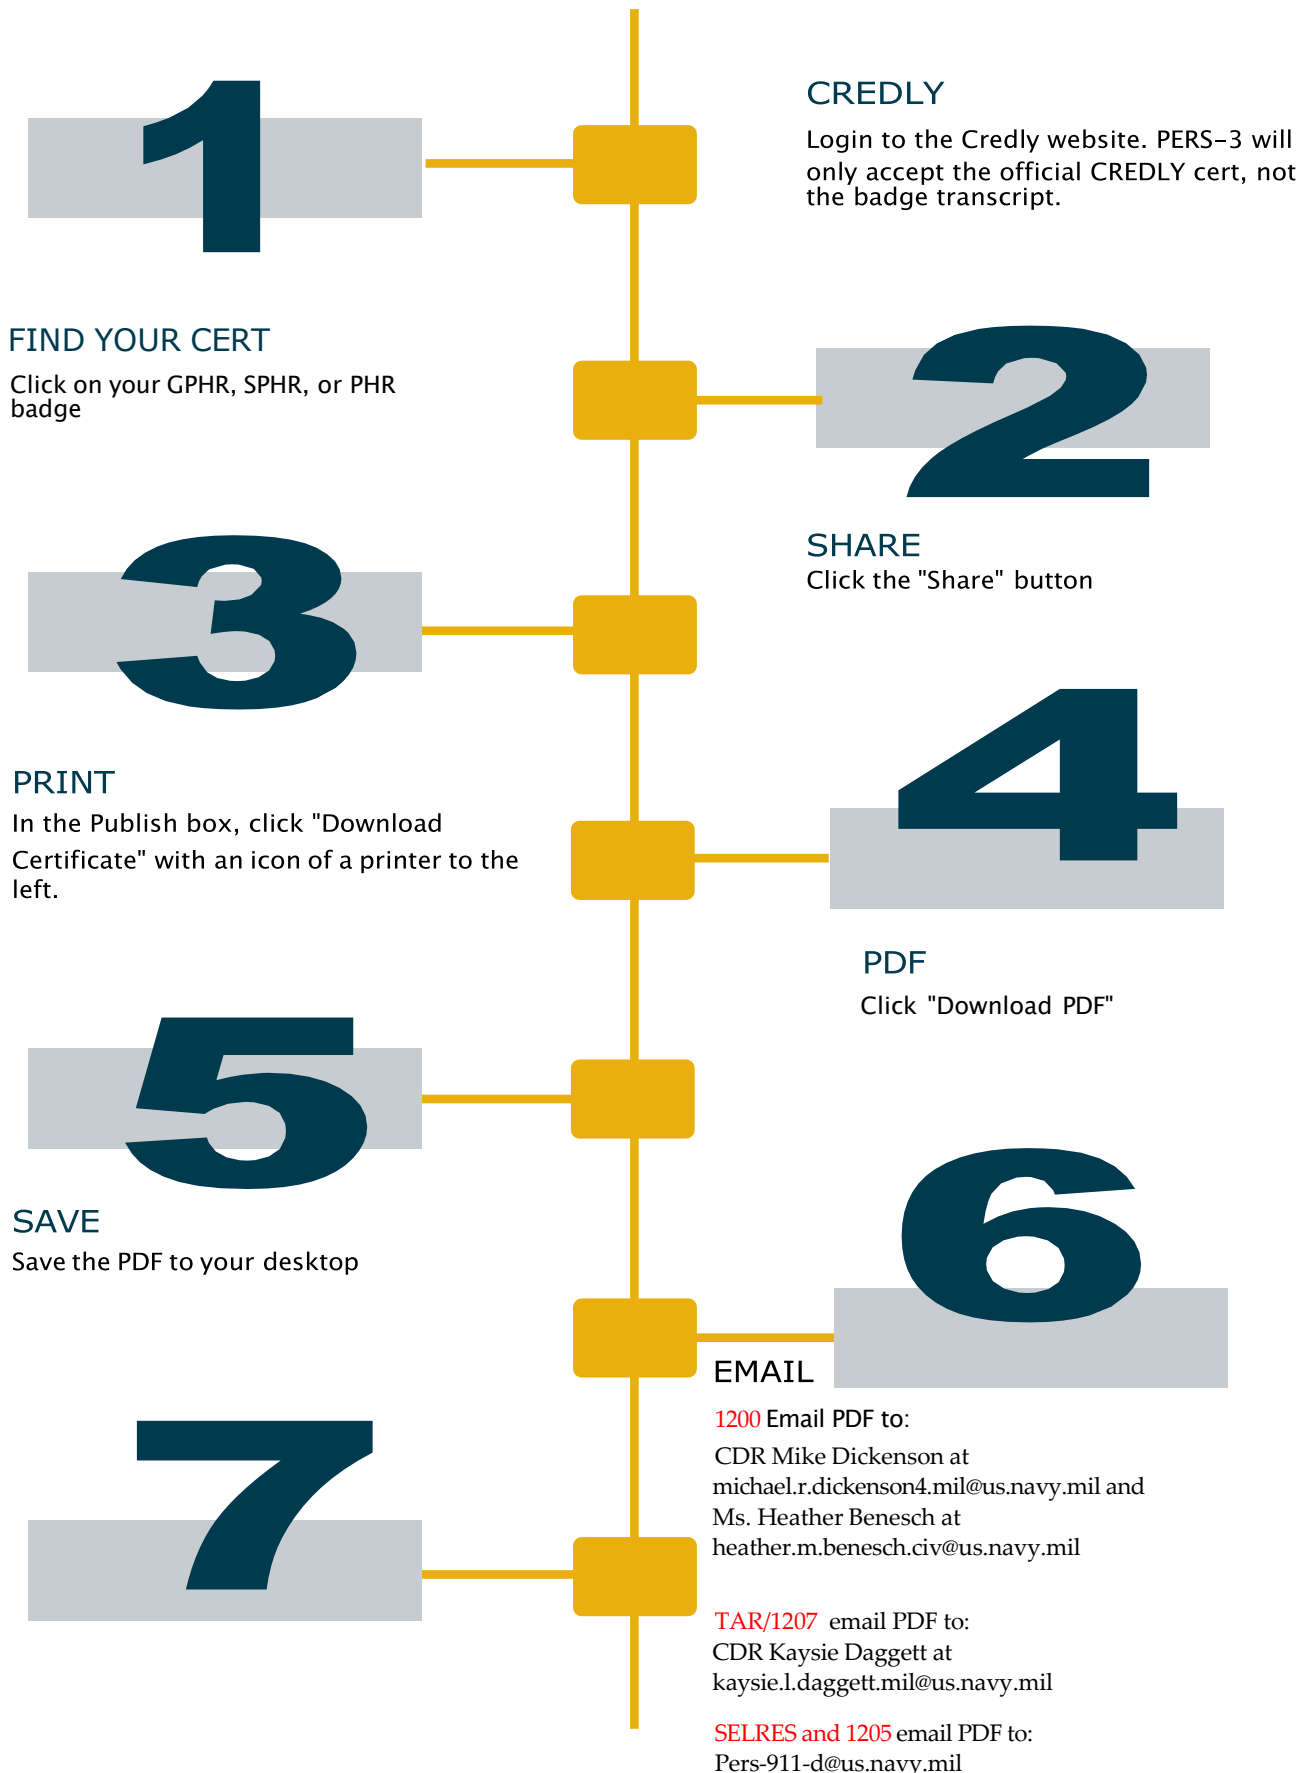 1
CREDLY
Login to the Credly website. PERS-3 will
only accept the official CREDLY cert, not
the badge transcript.
2
FIND YOUR CERT
Click on your GPHR, SPHR, or PHR
badge
3
SHARE
Click the "Share" button
4
PRINT
In the Publish box, click "Download
Certificate" with an icon of a printer to the
left.
PDF
Click "Download PDF"
5
SAVE
Save the PDF to your desktop
6
EMAIL
1200 Email PDF to:
CDR Mike Dickenson at
michael.r.dickenson4.mil@us.navy.mil and
Ms. Heather Benesch at
heather.m.benesch.civ@us.navy.mil
7
TAR/1207 email PDF to:
CDR Kaysie Daggett at
kaysie.l.daggett.mil@us.navy.mil
SELRES and 1205 email PDF to:
Pers-911-d@us.navy.mil